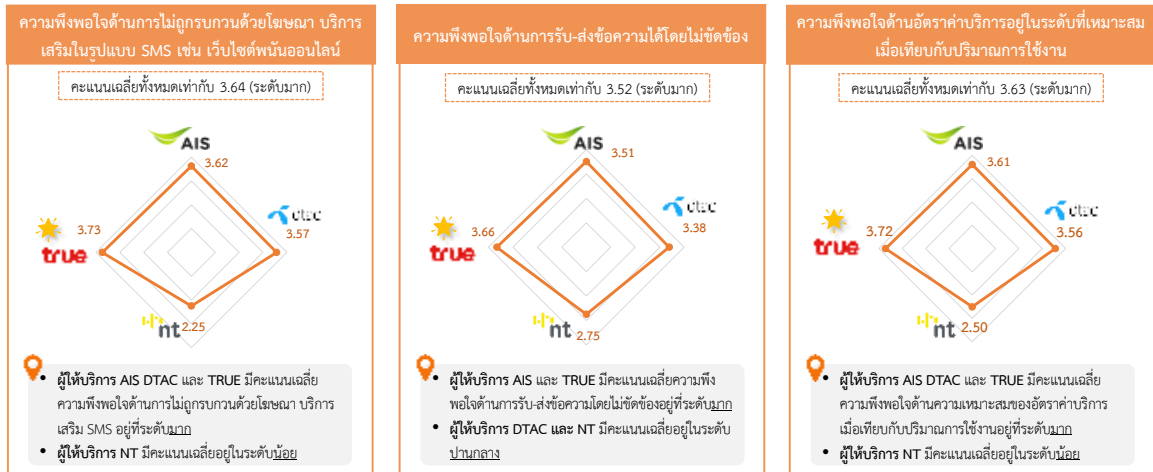 ความพึงพอใจด้านการไม่ถูกรบกวนด้วยโฆษณา บริการ
เสริมในรูปแบบ SMS เช่น เว็บไซต์พนันออนไลน์
คะแนนเฉลี่ยทั้งหมดเท่ากับ 3.64 (ระดับมาก)
AIS
3.62
dtac
3.57
3.73
true
nt
2.25
• ผู้ให้บริการ AIS DTAC และ TRUE มีคะแนนเฉลี่ย
ความพึงพอใจด้านการไม่ถูกรบกวนด้วยโฆษณา บริการ
เสริม SMS อยู่ที่ระดับมาก
• ผู้ให้บริการ NT มีคะแนนเฉลี่ยอยู่ในระดับน้อย
ความพึงพอใจด้านการรับ-ส่งข้อความได้โดยไม่ขัดข้อง
คะแนนเฉลี่ยทั้งหมดเท่ากับ 3.52 (ระดับมาก)
AIS
3.51
dtac
3.38
3.66
true
nt
2.75
• ผู้ให้บริการ AIS และ TRUE มีคะแนนเฉลี่ยความพึง
พอใจด้านการรับ-ส่งข้อความโดยไม่ขัดข้องอยู่ที่ระดับมาก
• ผู้ให้บริการ DTAC และ NT มีคะแนนเฉลี่ยอยู่ในระดับ
ปานกลาง
ความพึงพอใจด้านอัตราค่าบริการอยู่ในระดับที่เหมาะสม
เมื่อเทียบกับปริมาณการใช้งาน
คะแนนเฉลี่ยทั้งหมดเท่ากับ 3.63 (ระดับมาก)
AIS
3.61
dtac
3.56
3.72
true
nt
2.50
• ผู้ให้บริการ AIS DTAC และ TRUE มีคะแนนเฉลี่ย
ความพึงพอใจด้านความเหมาะสมของอัตราค่าบริการ
เมื่อเทียบกับปริมาณการใช้งานอยู่ที่ระดับมาก
• ผู้ให้บริการ NT มีคะแนนเฉลี่ยอยู่ในระดับน้อย